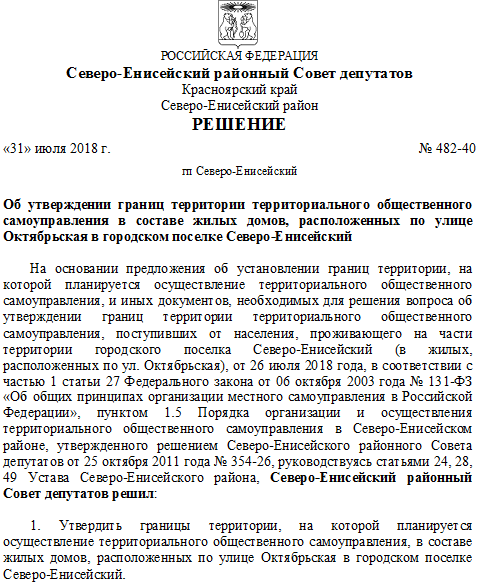 РОССИЙСКАЯ ФЕДЕРАЦИЯ
Северо-Енисейский районный Совет депутатов
Красноярский край
Северо-Енисейский район
РЕШЕНИЕ
«31» июля 2018 г. № 482-40
гп Северо-Енисейский
Об утверждении границ территории территориального общественного
самоуправления в составе жилых домов, расположенных по улице
Октябрьская в городском поселке Северо-Енисейский
На основании предложения об установлении границ территории, на
которой планируется осуществление территориального общественного
самоуправления, и иных документов, необходимых для решения вопроса об
утверждении границ территории территориального общественного
самоуправления, поступивших от населения, проживающего на части
территории городского поселка Северо-Енисейский (в жилых,
расположенных по ул. Октябрьская), от 26 июля 2018 года, в соответствии с
частью 1 статьи 27 Федерального закона от 06 октября 2003 года № 131-ФЗ
«Об общих принципах организации местного самоуправления в Российской
Федерации», пунктом 1.5 Порядка организации и осуществления
территориального общественного самоуправления в Северо-Енисейском
районе, утвержденного решением Северо-Енисейского районного Совета
депутатов от 25 октября 2011 года № 354-26, руководствуясь статьями 24, 28,
49 Устава Северо-Енисейского района, Северо-Енисейский районный
Совет депутатов решил:
1. Утвердить границы территории, на которой планируется
осуществление территориального общественного самоуправления, в составе
жилых домов, расположенных по улице Октябрьская в городском поселке
Северо-Енисейский.